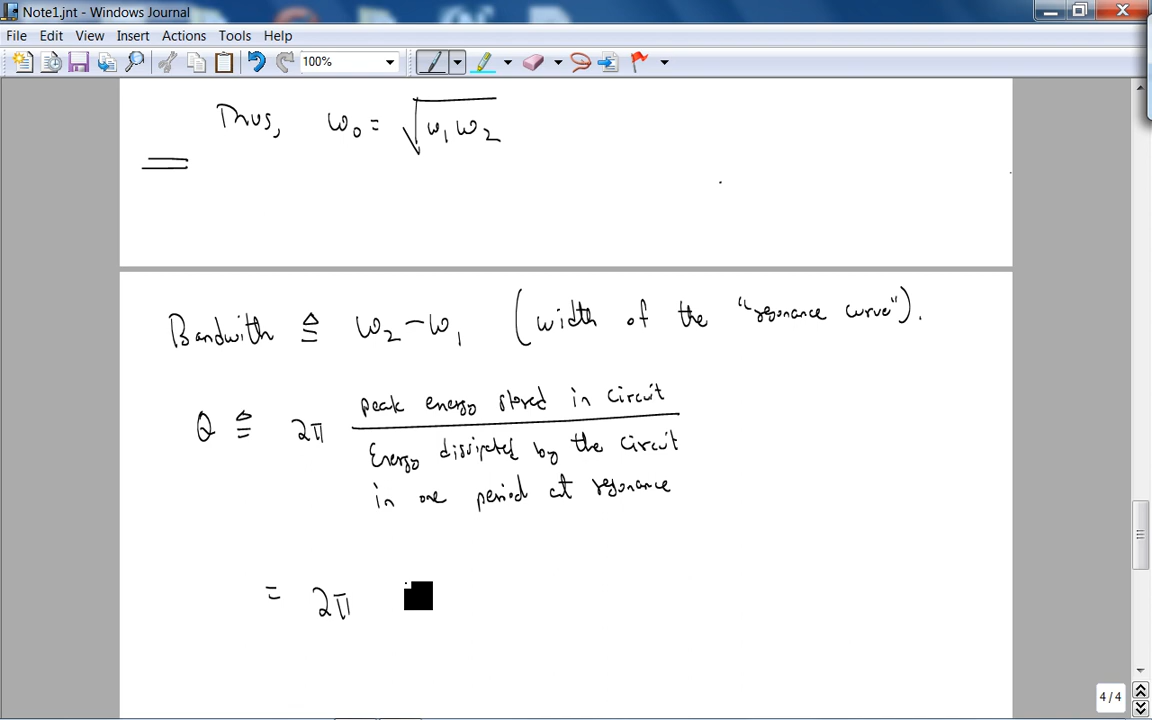 Note1.jnt - Windows Journal
File Edit View Insert Actions Tools Help
100%
Thus, ω₀ = √ω₁ω₂
Bandwith ≜ ω₂ − ω₁ (width of the "resonance curve").
Q ≜ 2π peak energy stored in circuit
Energy dissipated by the circuit
in one period at resonance
= 2π
4 / 4